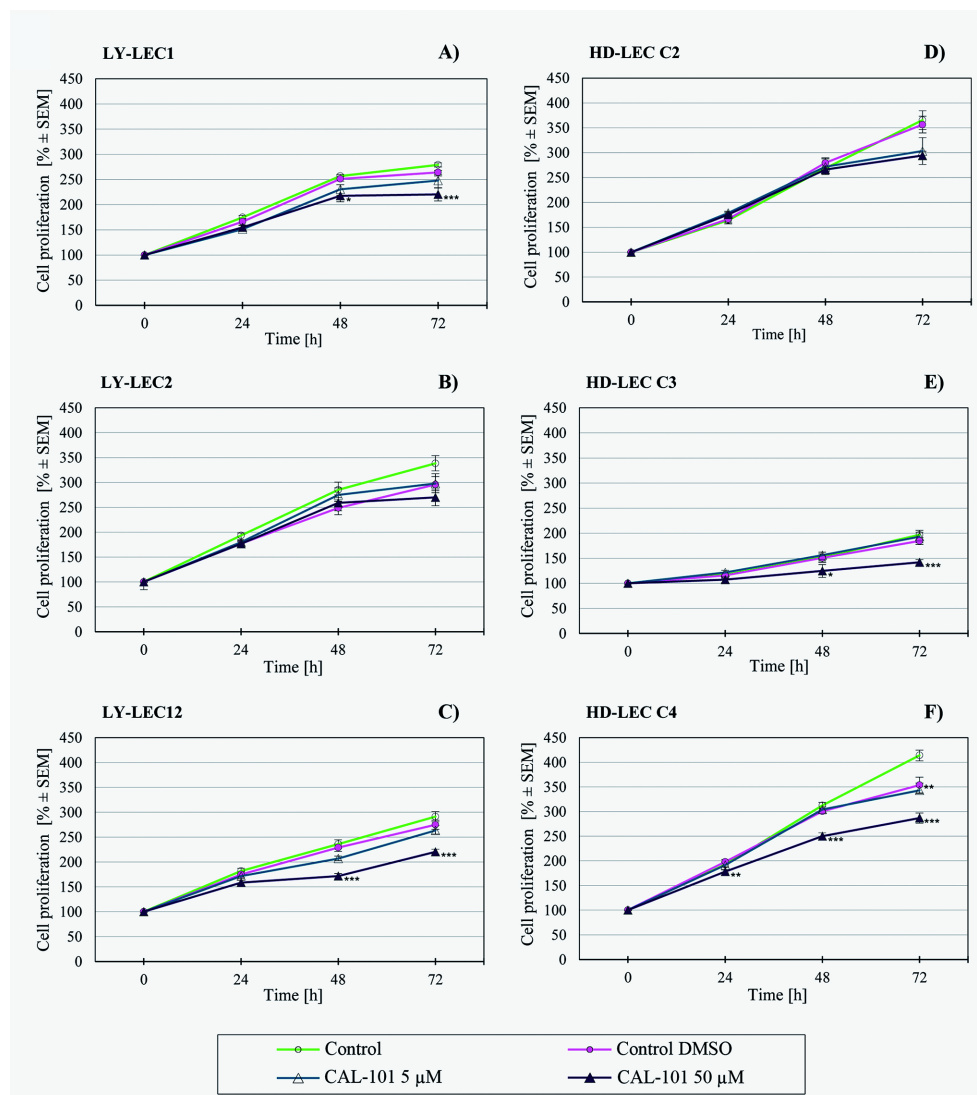 LY-LEC1 A)
Cell proliferation [% ± SEM]
450
400
350
300
250
200
150
100
50
0
*
***
0 24 48 72
Time [h]
HD-LEC C2 D)
Cell proliferation [% ± SEM]
450
400
350
300
250
200
150
100
50
0
0 24 48 72
Time [h]
LY-LEC2 B)
Cell proliferation [% ± SEM]
450
400
350
300
250
200
150
100
50
0
0 24 48 72
Time [h]
HD-LEC C3 E)
Cell proliferation [% ± SEM]
450
400
350
300
250
200
150
100
50
0
*
***
0 24 48 72
Time [h]
LY-LEC12 C)
Cell proliferation [% ± SEM]
450
400
350
300
250
200
150
100
50
0
***
***
0 24 48 72
Time [h]
HD-LEC C4 F)
Cell proliferation [% ± SEM]
450
400
350
300
250
200
150
100
50
0
**
***
**
***
0 24 48 72
Time [h]
Control Control DMSO
CAL-101 5 µM CAL-101 50 µM